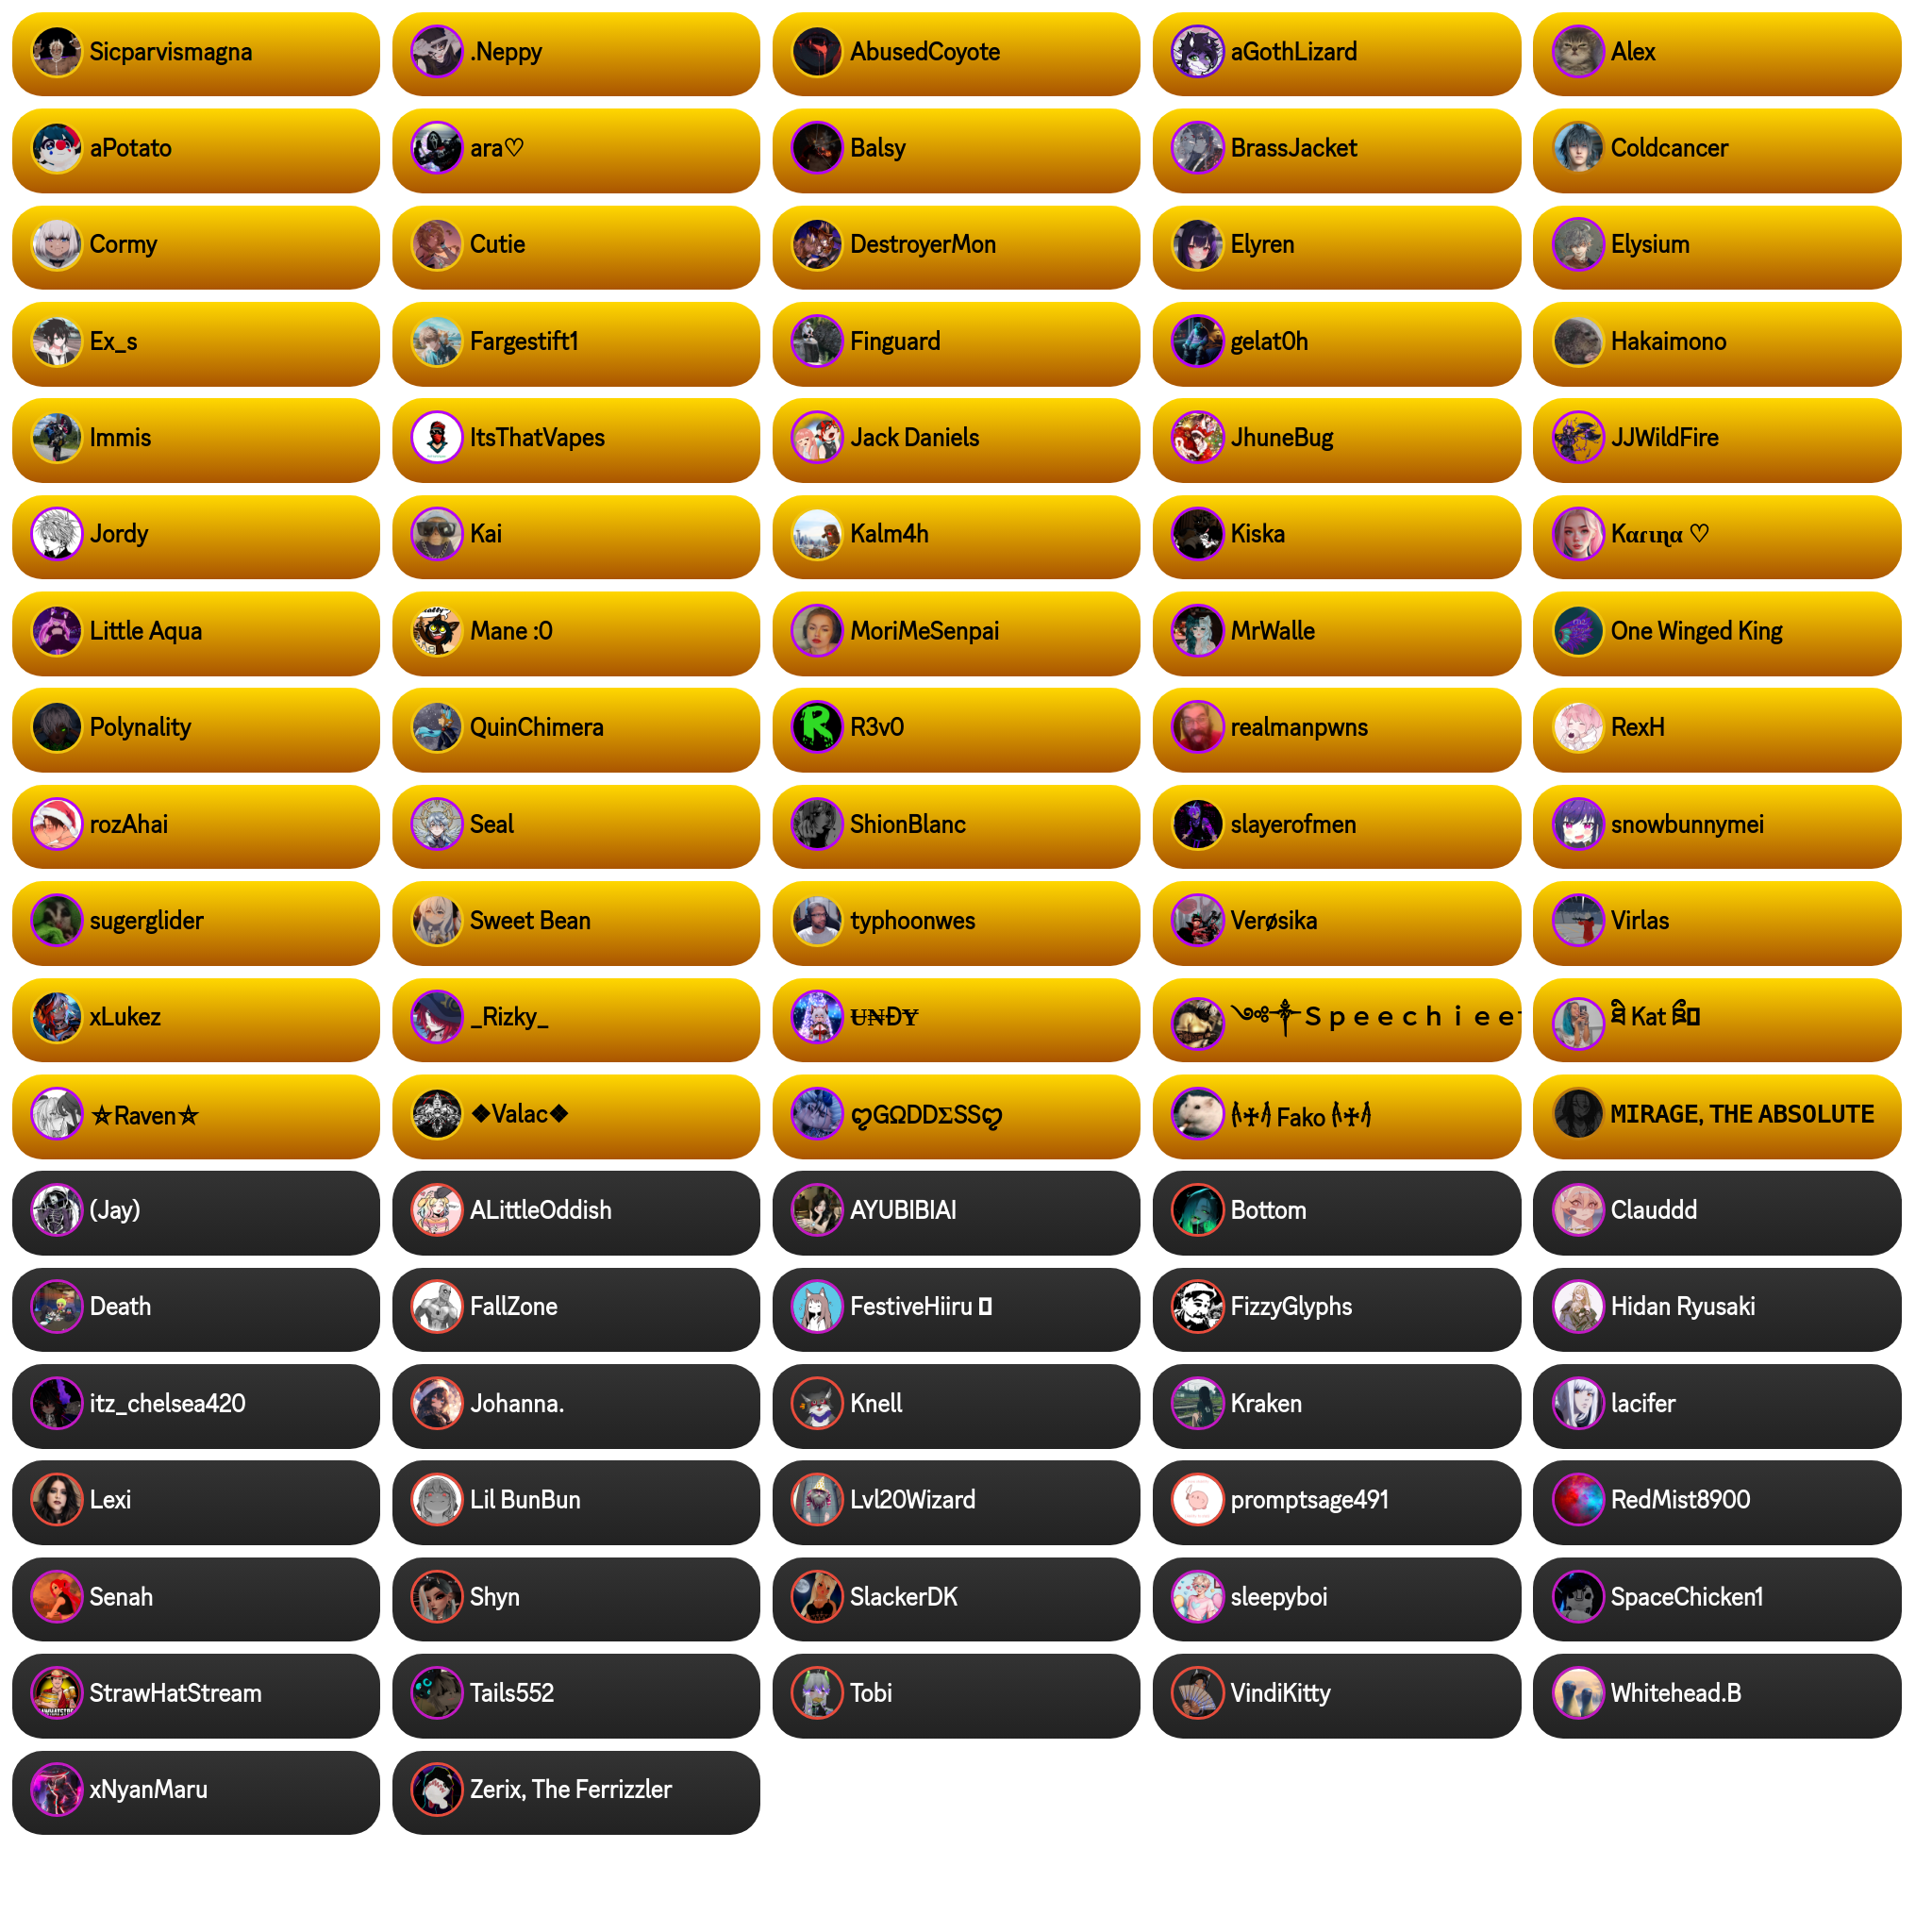 Sicparvismagna
.Neppy
AbusedCoyote
aGothLizard
Alex
aPotato
ara♡
Balsy
BrassJacket
Coldcancer
Cormy
Cutie
DestroyerMon
Elyren
Elysium
Ex_s
Fargestift1
Finguard
gelat0h
Hakaimono
Immis
ItsThatVapes
Jack Daniels
JhuneBug
JJWildFire
Jordy
Kai
Kalm4h
Kiska
Kαɾιɳα ♡
Little Aqua
Mane :0
MoriMeSenpai
MrWalle
One Winged King
Polynality
QuinChimera
R3v0
realmanpwns
RexH
rozAhai
Seal
ShionBlanc
slayerofmen
snowbunnymei
sugerglider
Sweet Bean
typhoonwes
Verøsika
Virlas
xLukez
_Rizky_
U̶₦ĐɎ
༺༒Ｓｐｅｅｃｈｉｅｅ
Kat
⛤Raven⛤
❖Valac❖
ღGΩDDΣSSღ
Fako
MIRAGE, THE ABSOLUTE
(Jay)
ALittleOddish
AYUBIBIAI
Bottom
Clauddd
Death
FallZone
FestiveHiiru
FizzyGlyphs
Hidan Ryusaki
itz_chelsea420
Johanna.
Knell
Kraken
lacifer
Lexi
Lil BunBun
Lvl20Wizard
promptsage491
RedMist8900
Senah
Shyn
SlackerDK
sleepyboi
SpaceChicken1
StrawHatStream
Tails552
Tobi
VindiKitty
Whitehead.B
xNyanMaru
Zerix, The Ferrizzler